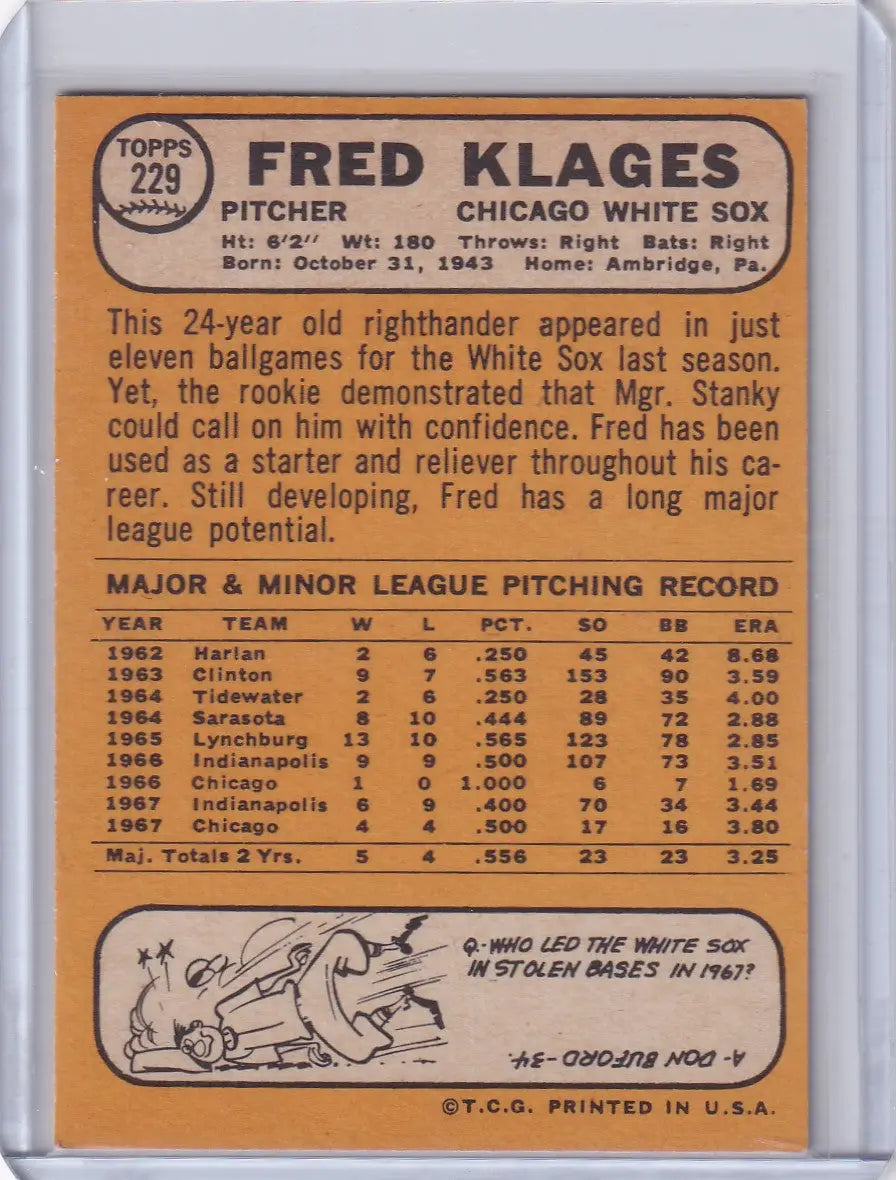 TOPPS
229
FRED KLAGES
PITCHER CHICAGO WHITE SOX
Ht: 6'2" Wt: 180 Throws: Right Bats: Right
Born: October 31, 1943 Home: Ambridge, Pa.
This 24-year old righthander appeared in just
eleven ballgames for the White Sox last season.
Yet, the rookie demonstrated that Mgr. Stanky
could call on him with confidence. Fred has been
used as a starter and reliever throughout his ca-
reer. Still developing, Fred has a long major
league potential.
MAJOR & MINOR LEAGUE PITCHING RECORD
YEAR TEAM W L PCT. SO BB ERA
1962 Harlan 2 6 .250 45 42 8.68
1963 Clinton 9 7 .563 153 90 3.59
1964 Tidewater 2 6 .250 28 35 4.00
1964 Sarasota 8 10 .444 89 72 2.88
1965 Lynchburg 13 10 .565 123 78 2.85
1966 Indianapolis 9 9 .500 107 73 3.51
1966 Chicago 1 0 1.000 6 7 1.69
1967 Indianapolis 6 9 .400 70 34 3.44
1967 Chicago 4 4 .500 17 16 3.80
Maj. Totals 2 Yrs. 5 4 .556 23 23 3.25
Q.-WHO LED THE WHITE SOX
IN STOLEN BASES IN 1967?
A-DON BUFORD-34.
©T.C.G. PRINTED IN U.S.A.